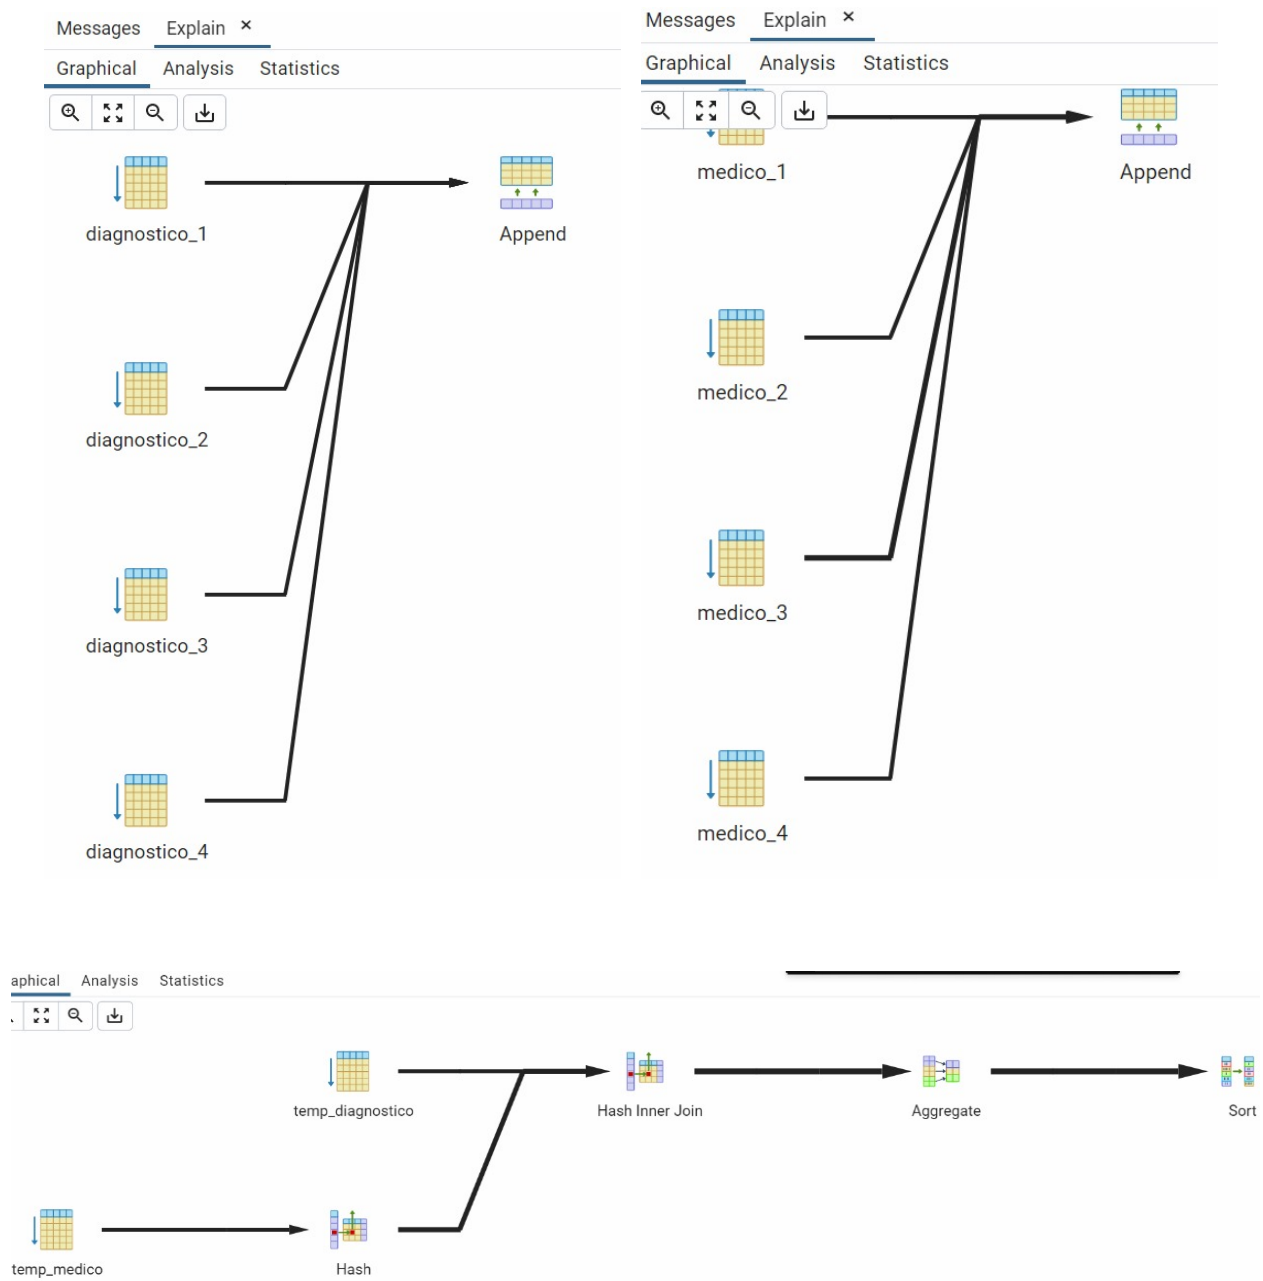 Messages Explain ×
Graphical Analysis Statistics
diagnostico_1
Append
diagnostico_2
diagnostico_3
diagnostico_4
Messages Explain ×
Graphical Analysis Statistics
medico_1
Append
medico_2
medico_3
medico_4
aphical Analysis Statistics
temp_diagnostico
Hash Inner Join
Aggregate
Sort
temp_medico
Hash